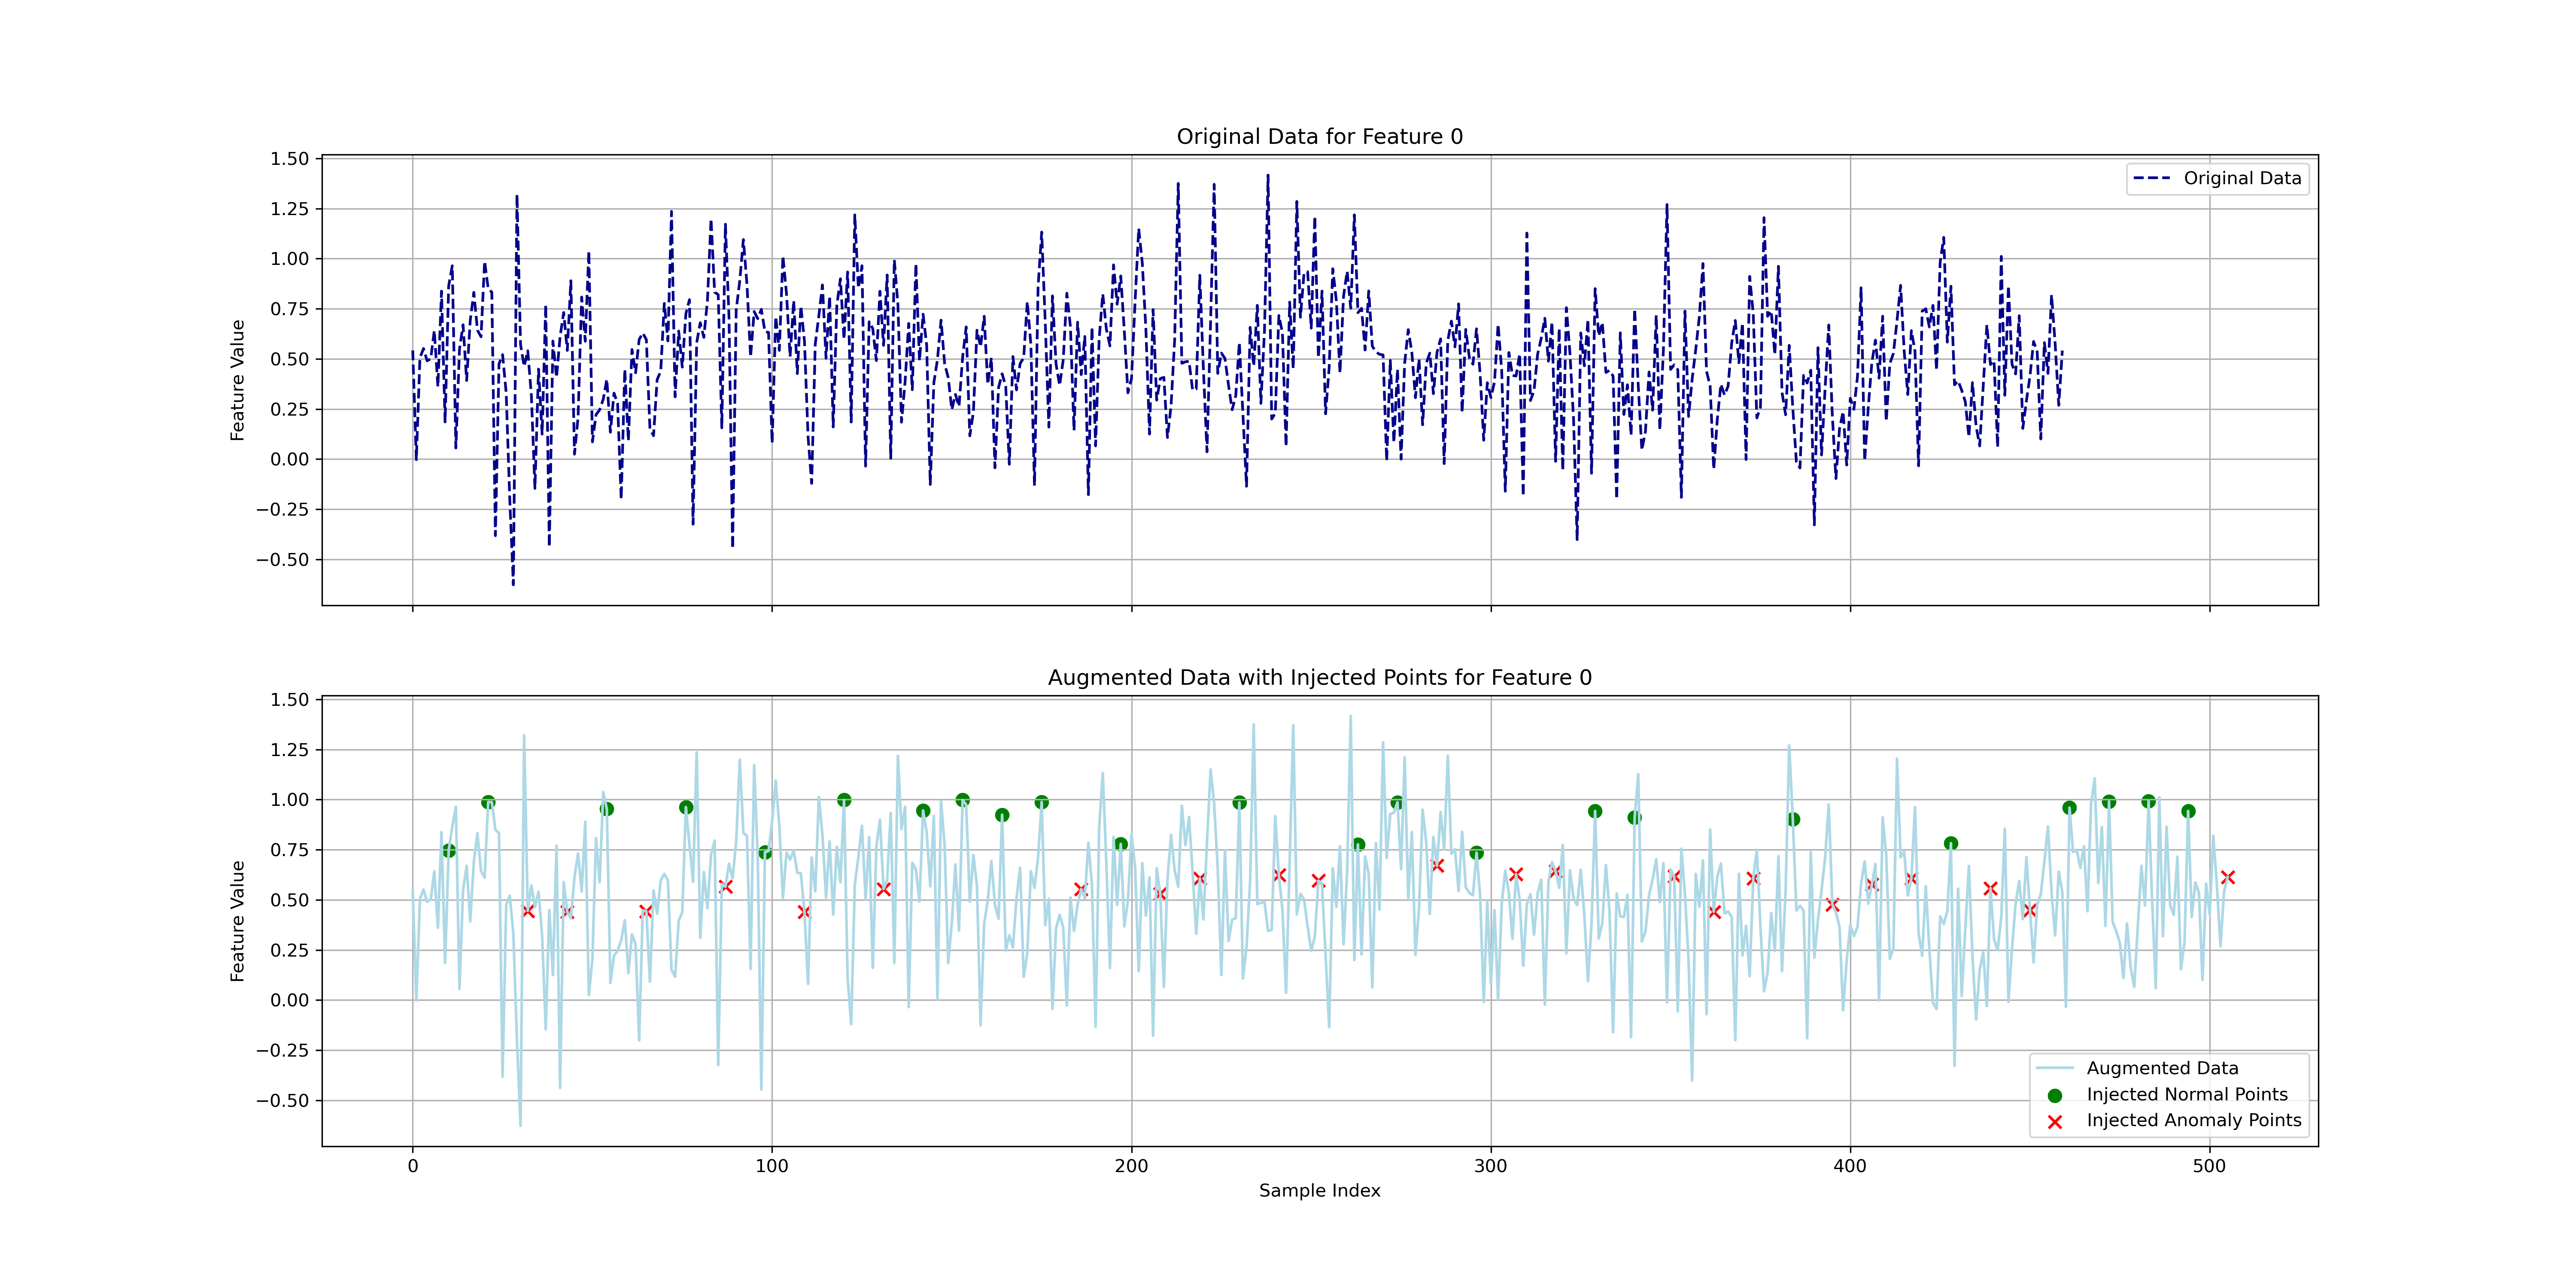 Original Data for Feature 0
1.50
1.25
1.00
0.75
0.50
0.25
0.00
−0.25
−0.50
Feature Value
Original Data
Augmented Data with Injected Points for Feature 0
1.50
1.25
1.00
0.75
0.50
0.25
0.00
−0.25
−0.50
Feature Value
Augmented Data
Injected Normal Points
Injected Anomaly Points
0 100 200 300 400 500
Sample Index